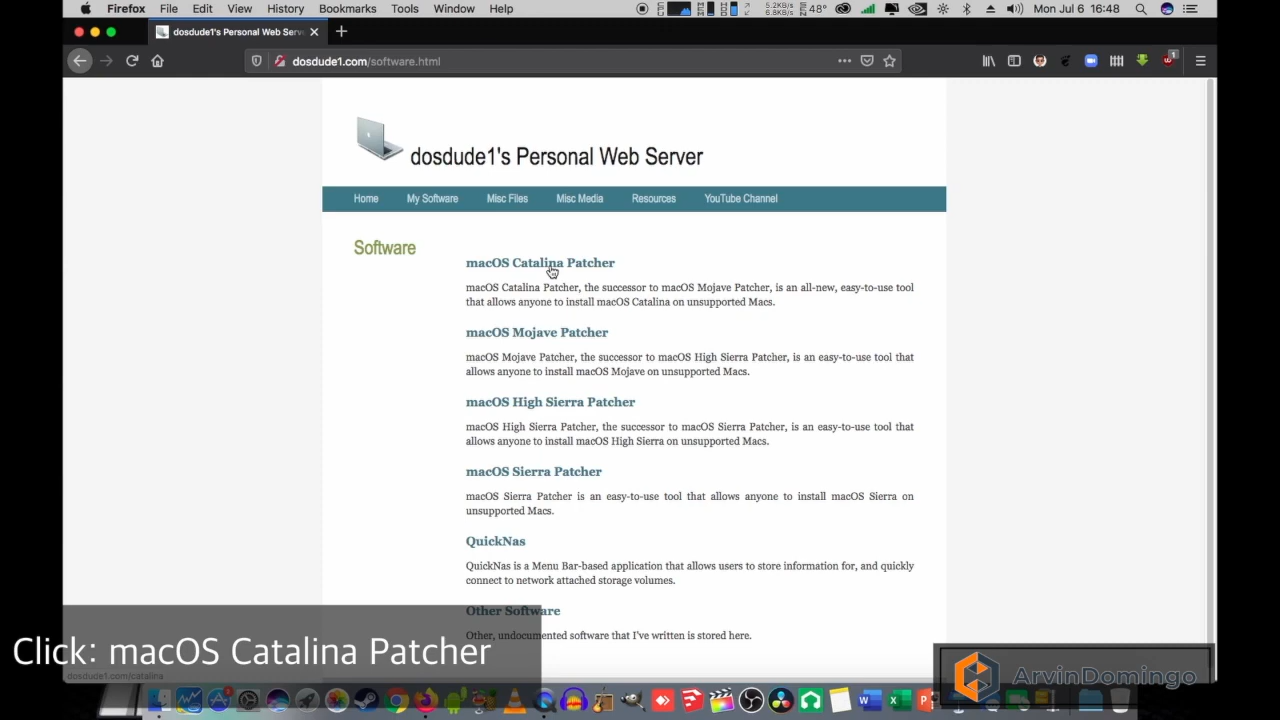 Firefox File Edit View History Bookmarks Tools Window Help 5.2KB/s 6.8KB/s 48° Mon Jul 6 16:48
dosdude1's Personal Web Serve
dosdude1.com/software.html
1
dosdude1's Personal Web Server
Home My Software Misc Files Misc Media Resources YouTube Channel
Software
macOS Catalina Patcher
macOS Catalina Patcher, the successor to macOS Mojave Patcher, is an all-new, easy-to-use tool
that allows anyone to install macOS Catalina on unsupported Macs.
macOS Mojave Patcher
macOS Mojave Patcher, the successor to macOS High Sierra Patcher, is an easy-to-use tool that
allows anyone to install macOS Mojave on unsupported Macs.
macOS High Sierra Patcher
macOS High Sierra Patcher, the successor to macOS Sierra Patcher, is an easy-to-use tool that
allows anyone to install macOS High Sierra on unsupported Macs.
macOS Sierra Patcher
macOS Sierra Patcher is an easy-to-use tool that allows anyone to install macOS Sierra on
unsupported Macs.
QuickNas
QuickNas is a Menu Bar-based application that allows users to store information for, and quickly
connect to network attached storage volumes.
Other Software
Other, undocumented software that I've written is stored here.
Click: macOS Catalina Patcher
ArvinDomingo
dosdude1.com/catalina